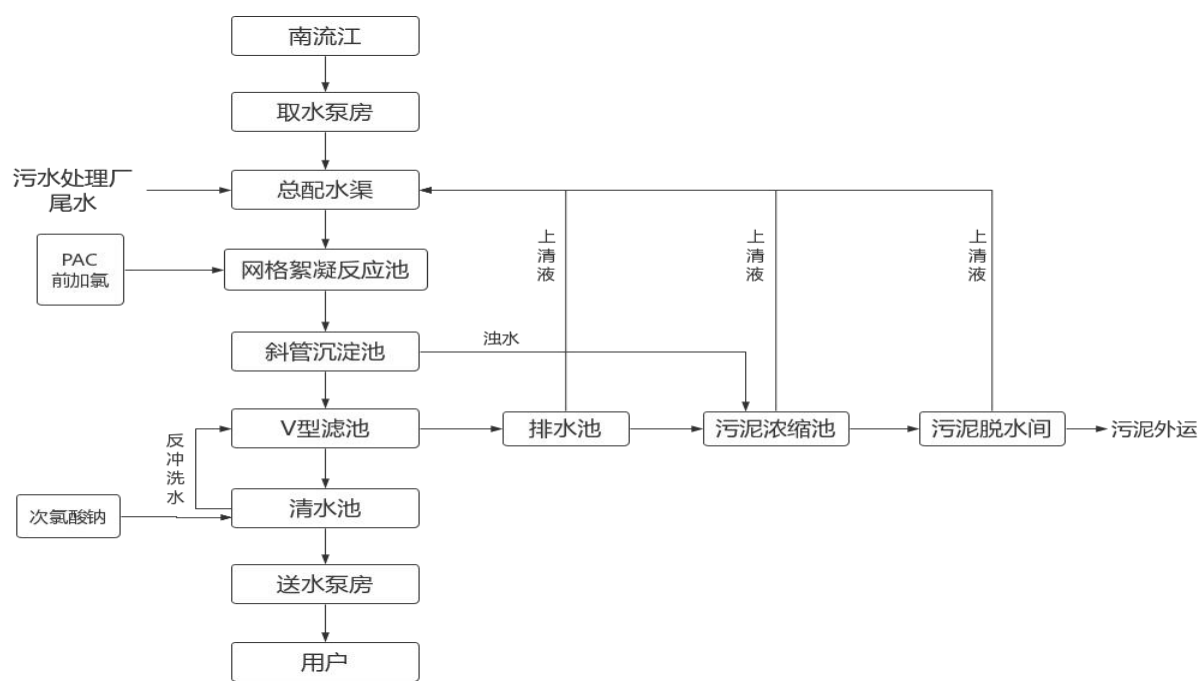 南流江
取水泵房
污水处理厂
尾水
总配水渠
PAC
前加氯
网格絮凝反应池
上清液
上清液
上清液
斜管沉淀池
浊水
V型滤池
排水池
污泥浓缩池
污泥脱水间
污泥外运
反冲洗水
次氯酸钠
清水池
送水泵房
用户